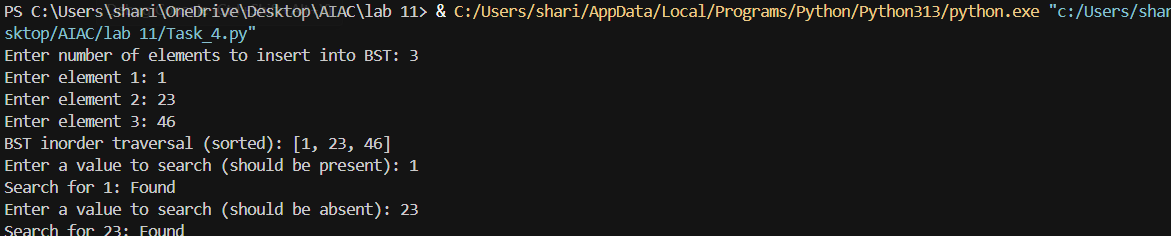 PS C:\Users\shari\OneDrive\Desktop\AIAC\lab 11> & C:/Users/shari/AppData/Local/Programs/Python/Python313/python.exe "c:/Users/shar
sktop/AIAC/lab 11/Task_4.py"
Enter number of elements to insert into BST: 3
Enter element 1: 1
Enter element 2: 23
Enter element 3: 46
BST inorder traversal (sorted): [1, 23, 46]
Enter a value to search (should be present): 1
Search for 1: Found
Enter a value to search (should be absent): 23
Search for 23: Found